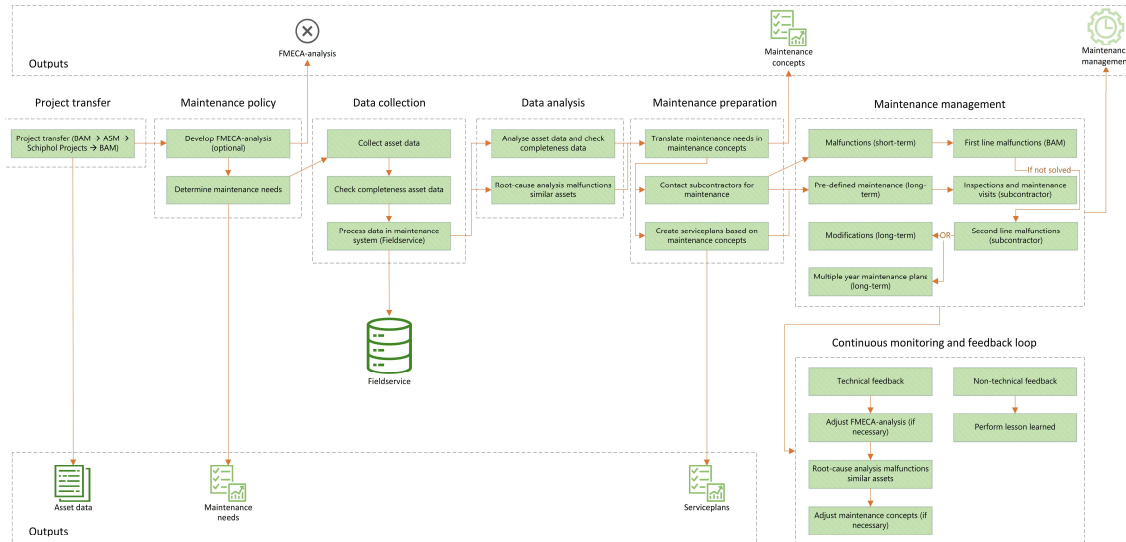 FMECA-analysis
Maintenance
concepts
Maintenance
management
Outputs
Project transfer
Maintenance policy
Data collection
Data analysis
Maintenance preparation
Maintenance management
Project transfer (BAM → ASM →
Schiphol Projects → BAM)
Develop FMECA-analysis
(optional)
Determine maintenance needs
Collect asset data
Check completeness asset data
Process data in maintenance
system (Fieldservice)
Analyse asset data and check
completeness data
Root-cause analysis malfunctions
similar assets
Translate maintenance needs in
maintenance concepts
Contact subcontractors for
maintenance
Create serviceplans based on
maintenance concepts
Malfunctions (short-term)
First line malfunctions (BAM)
If not solved
Pre-defined maintenance (long-
term)
Inspections and maintenance
visits (subcontractor)
Modifications (long-term)
OR
Second line malfunctions
(subcontractor)
Multiple year maintenance plans
(long-term)
Fieldservice
Continuous monitoring and feedback loop
Technical feedback
Non-technical feedback
Adjust FMECA-analysis (if
necessary)
Perform lesson learned
Root-cause analysis malfunctions
similar assets
Adjust maintenance concepts (if
necessary)
Asset data
Maintenance
needs
Serviceplans
Outputs